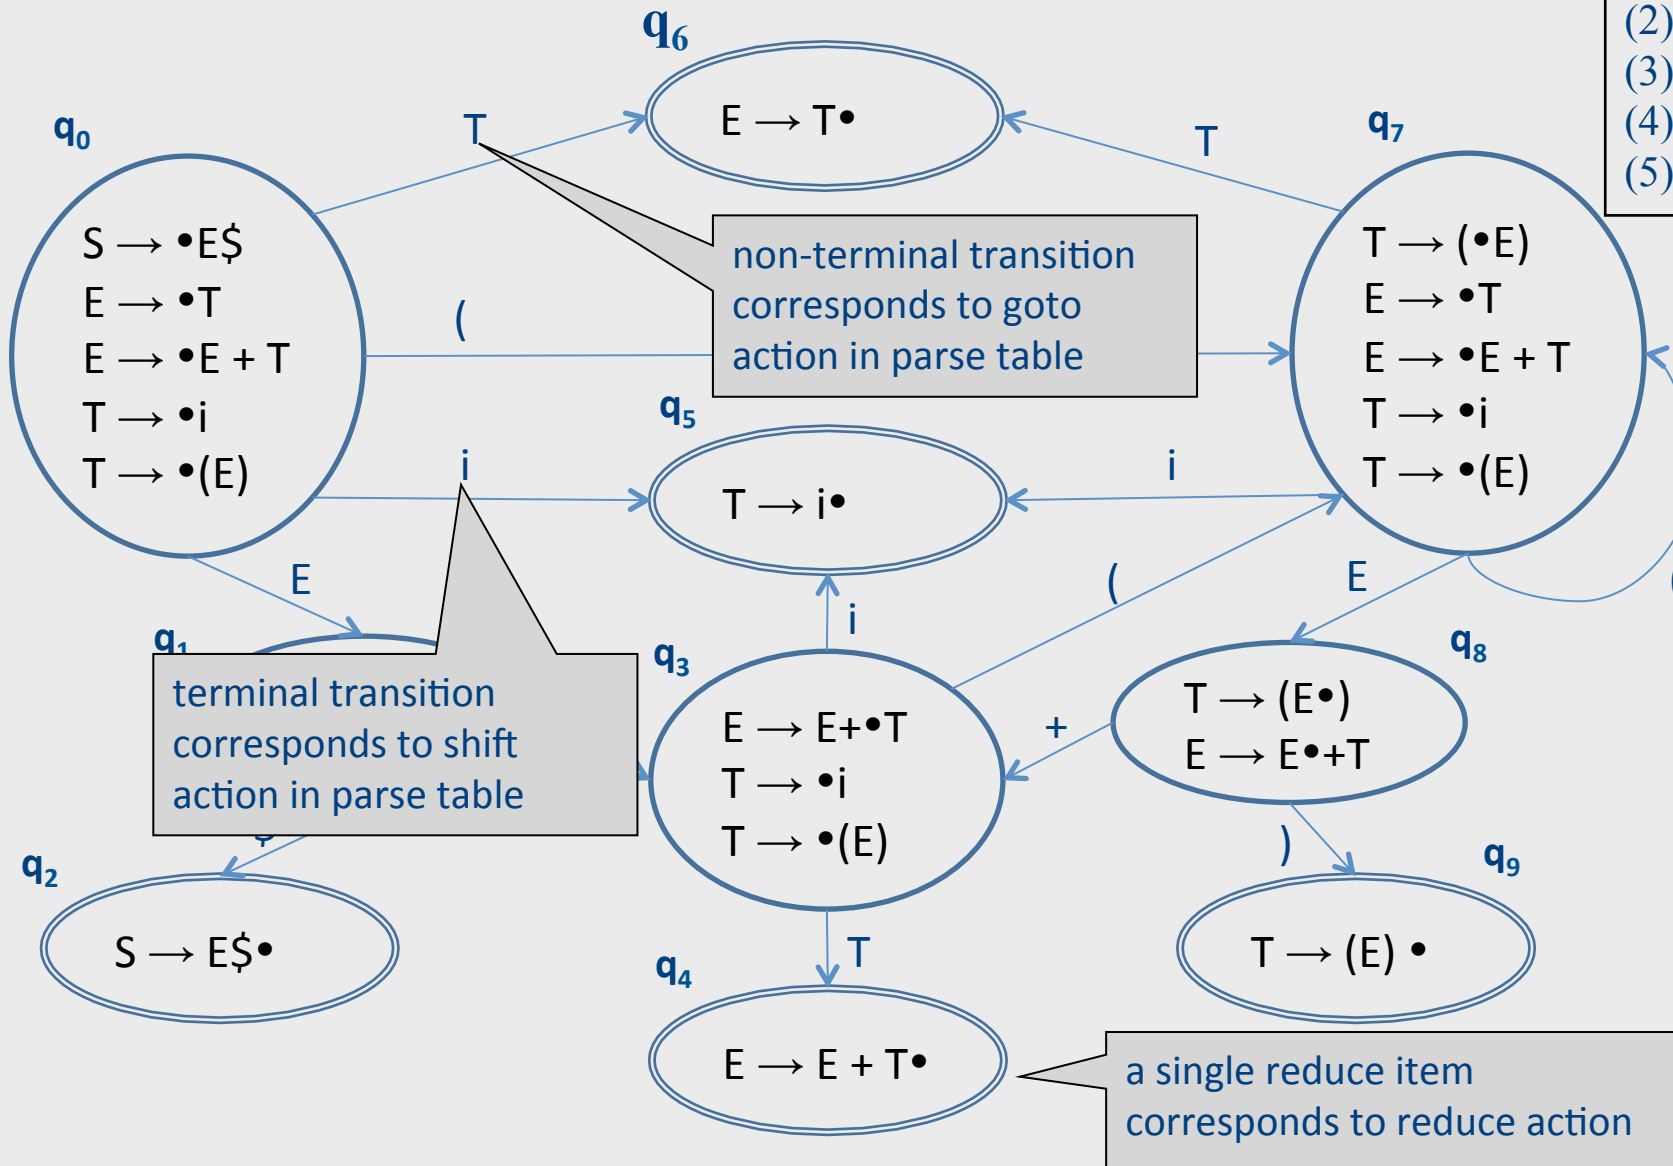 (2)
(3)
(4)
(5)
q6
E → T•
q0
T
T
q7
S → •E$
E → •T
E → •E + T
T → •i
T → •(E)
(
non-terminal transition
corresponds to goto
action in parse table
T → (•E)
E → •T
E → •E + T
T → •i
T → •(E)
q5
i
T → i•
i
E
i
(
E
q1
terminal transition
corresponds to shift
action in parse table
q3
E → E+•T
T → •i
T → •(E)
+
q8
T → (E•)
E → E•+T
$
)
q2
S → E$•
T
q4
E → E + T•
q9
T → (E) •
a single reduce item
corresponds to reduce action